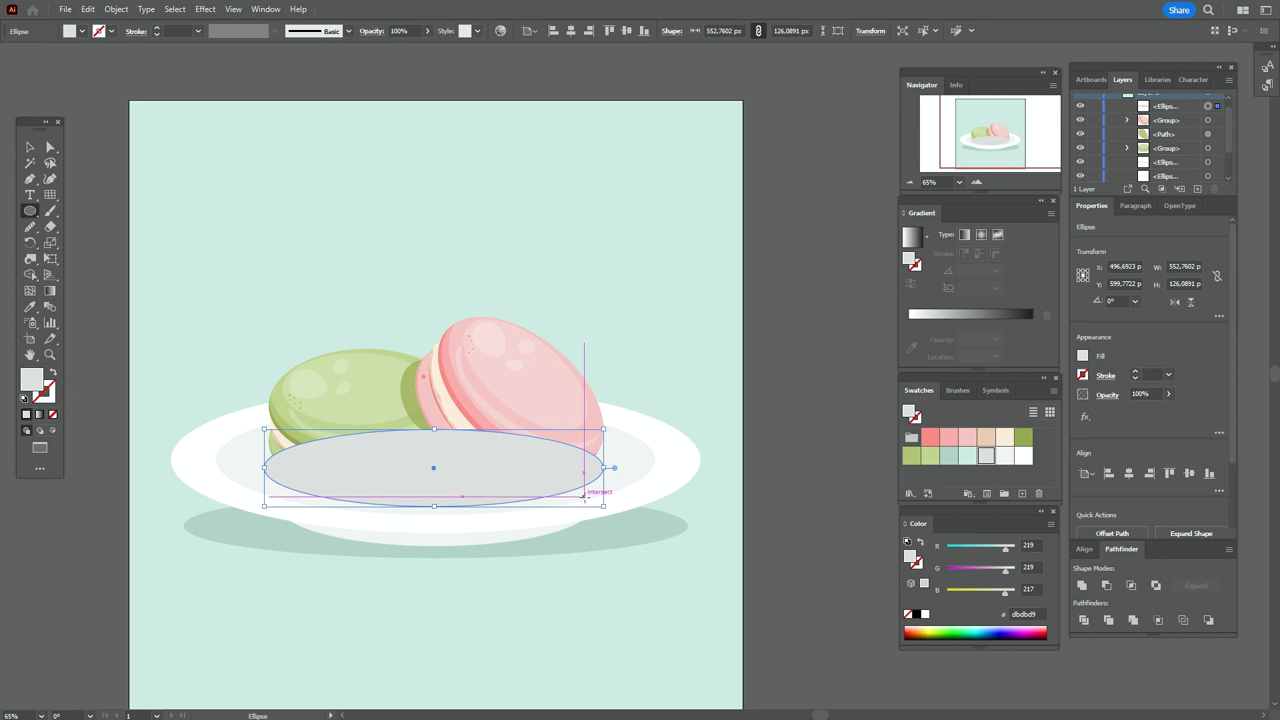 Ai File Edit Object Type Select Effect View Window Help Share
Ellipse Stroke: Basic Opacity: 100% Style: Shape: 552,7602 px 126,0891 px Transform
Navigator Info
Artboards Layers Libraries Character
<Ellips...
<Group>
<Path>
<Group>
<Ellips...
<Ellips...
65%
1 Layer
Gradient
Type:
Stroke:
Opacity:
Location:
Properties Paragraph OpenType
Ellipse
Transform
X: 496,6923 p W: 552,7602 p
Y: 599,7722 p H: 126,0891 p
0°
Appearance
Fill
Stroke
Opacity 100%
fx
Align
Quick Actions
Offset Path Expand Shape
Swatches Brushes Symbols
Color
R 219
G 219
B 217
# dbdbd9
Align Pathfinder
Shape Modes:
Expand
Pathfinders:
intersect
65% 0° 1 Ellipse